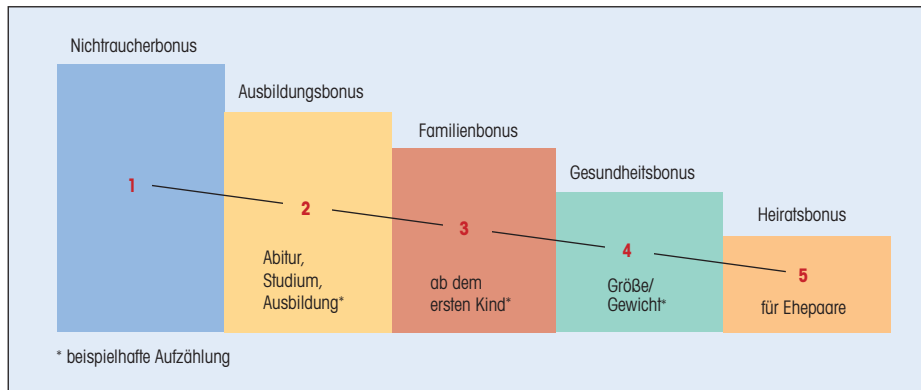 Nichtraucherbonus
1
Ausbildungsbonus
2
Abitur,
Studium,
Ausbildung*
Familienbonus
3
ab dem
ersten Kind*
Gesundheitsbonus
4
Größe/
Gewicht*
Heiratsbonus
5
für Ehepaare
* beispielhafte Aufzählung